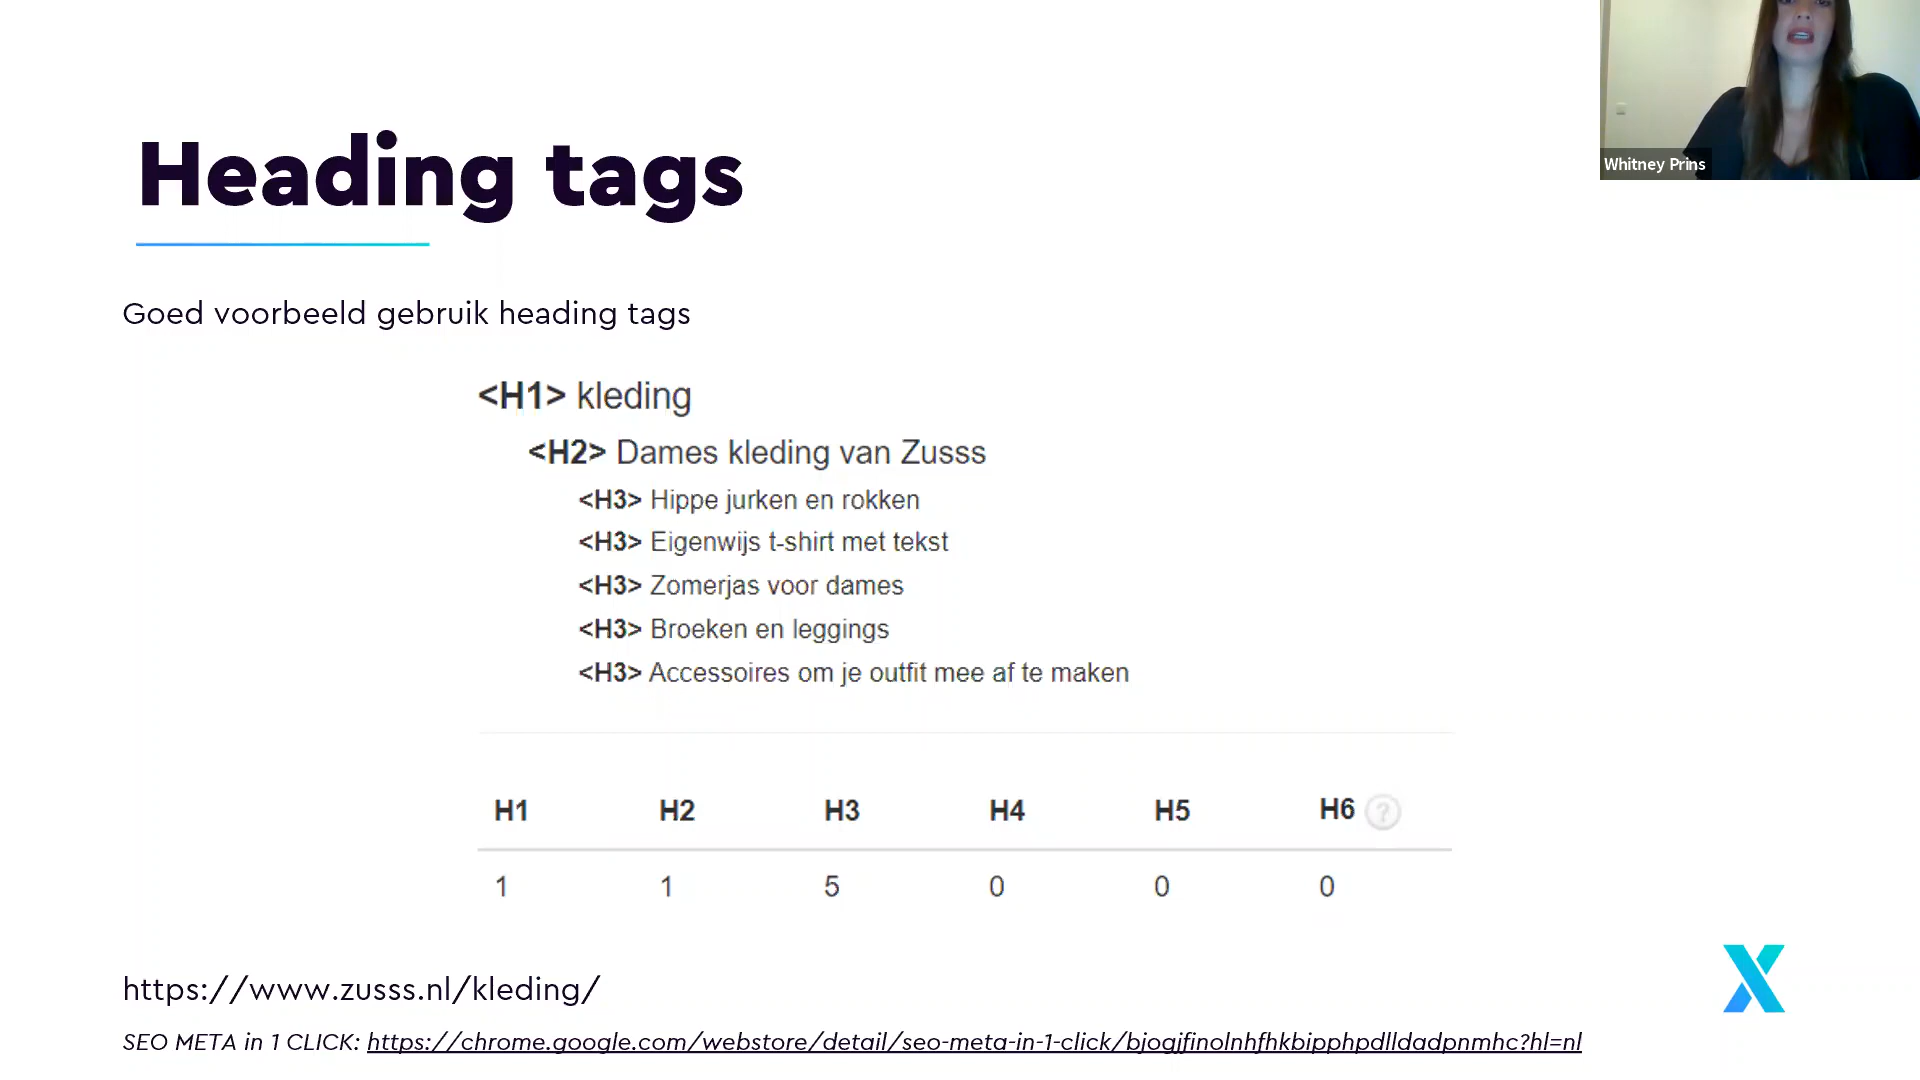 Whitney Prins
Heading tags
Goed voorbeeld gebruik heading tags
<H1> kleding
<H2> Dames kleding van Zusss
<H3> Hippe jurken en rokken
<H3> Eigenwijs t-shirt met tekst
<H3> Zomerjas voor dames
<H3> Broeken en leggings
<H3> Accessoires om je outfit mee af te maken
H1 H2 H3 H4 H5 H6 ?
1 1 5 0 0 0
https://www.zusss.nl/kleding/
SEO META in 1 CLICK: https://chrome.google.com/webstore/detail/seo-meta-in-1-click/bjogjfinolnhfhkbipphpdlldadpnmhc?hl=nl